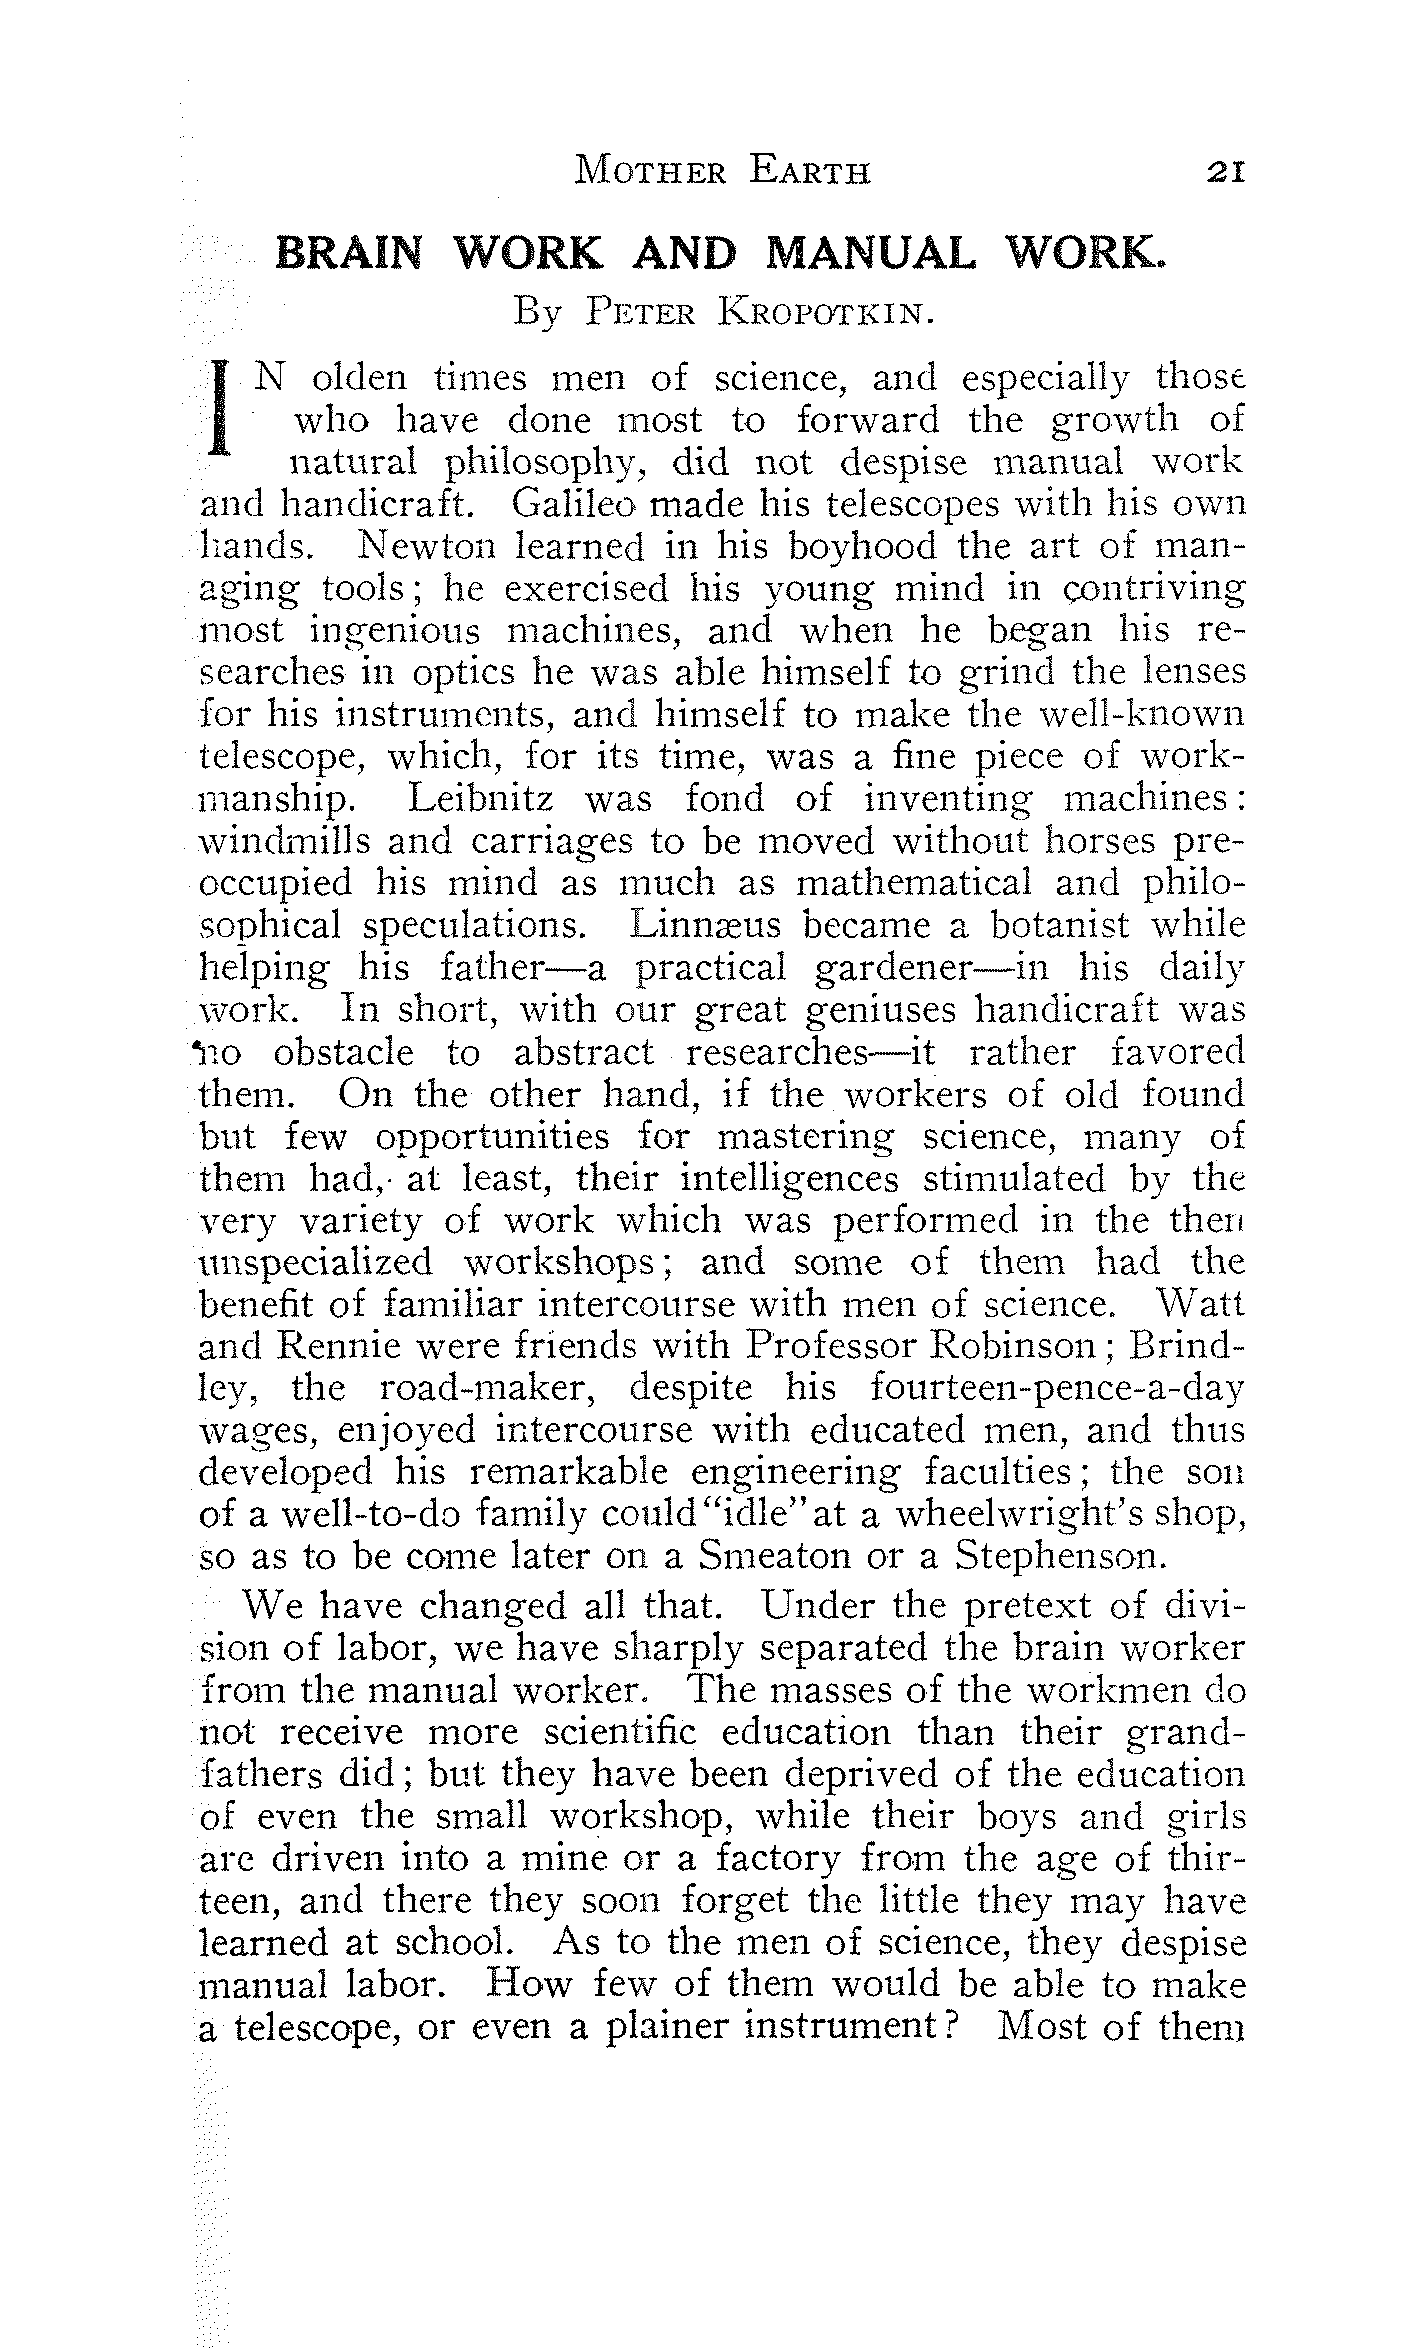 MOTHER EARTH 21
BRAIN WORK AND MANUAL WORK.
By PETER KROPOTKIN.
IN olden times men of science, and especially those
who have done most to forward the growth of
natural philosophy, did not despise manual work
and handicraft. Galileo made his telescopes with his own
hands. Newton learned in his boyhood the art of man-
aging tools; he exercised his young mind in contriving
most ingenious machines, and when he began his re-
searches in optics he was able himself to grind the lenses
for his instruments, and himself to make the well-known
telescope, which, for its time, was a fine piece of work-
manship. Leibnitz was fond of inventing machines:
windmills and carriages to be moved without horses pre-
occupied his mind as much as mathematical and philo-
sophical speculations. Linnæus became a botanist while
helping his father—a practical gardener—in his daily
work. In short, with our great geniuses handicraft was
no obstacle to abstract researches—it rather favored
them. On the other hand, if the workers of old found
but few opportunities for mastering science, many of
them had, at least, their intelligences stimulated by the
very variety of work which was performed in the then
unspecialized workshops; and some of them had the
benefit of familiar intercourse with men of science. Watt
and Rennie were friends with Professor Robinson; Brind-
ley, the road-maker, despite his fourteen-pence-a-day
wages, enjoyed intercourse with educated men, and thus
developed his remarkable engineering faculties; the son
of a well-to-do family could "idle" at a wheelwright's shop,
so as to be come later on a Smeaton or a Stephenson.
We have changed all that. Under the pretext of divi-
sion of labor, we have sharply separated the brain worker
from the manual worker. The masses of the workmen do
not receive more scientific education than their grand-
fathers did; but they have been deprived of the education
of even the small workshop, while their boys and girls
are driven into a mine or a factory from the age of thir-
teen, and there they soon forget the little they may have
learned at school. As to the men of science, they despise
manual labor. How few of them would be able to make
a telescope, or even a plainer instrument? Most of them